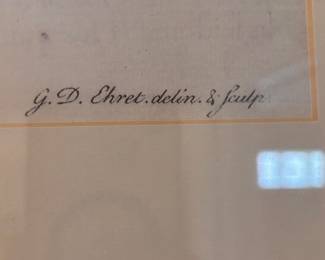 G. D. Ehret. delin. & sculp.